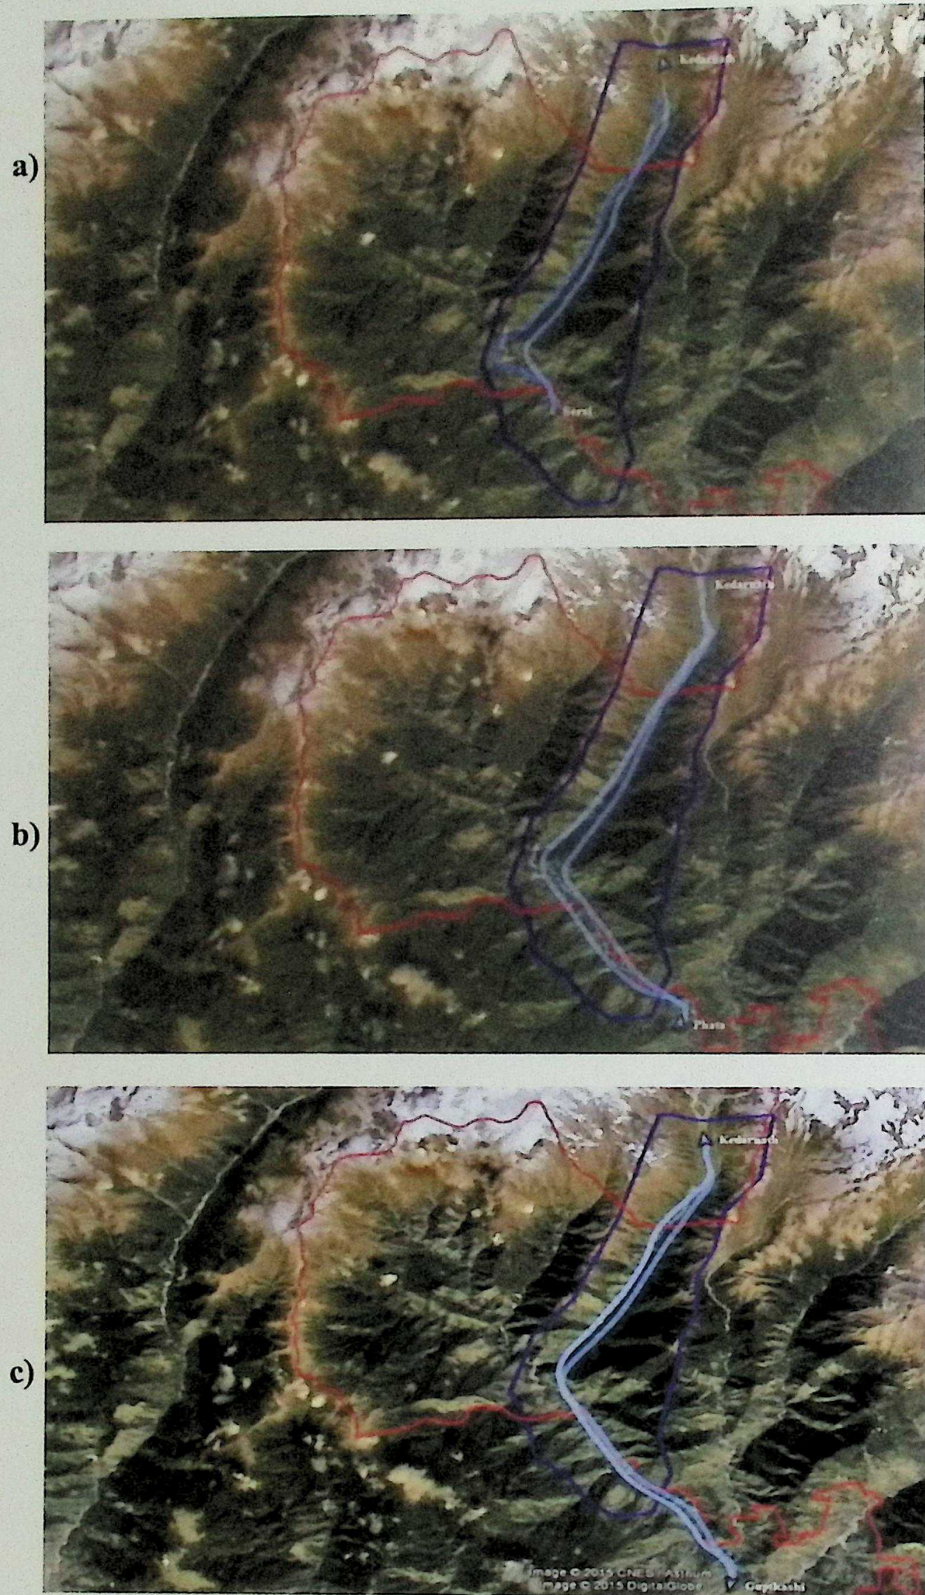 a)
Kedarnath
Sersi
b)
Kedarnath
Phata
c)
Kedarnath
Image © 2015 CNES / Astrium
Image © 2015 DigitalGlobe
Guptkashi